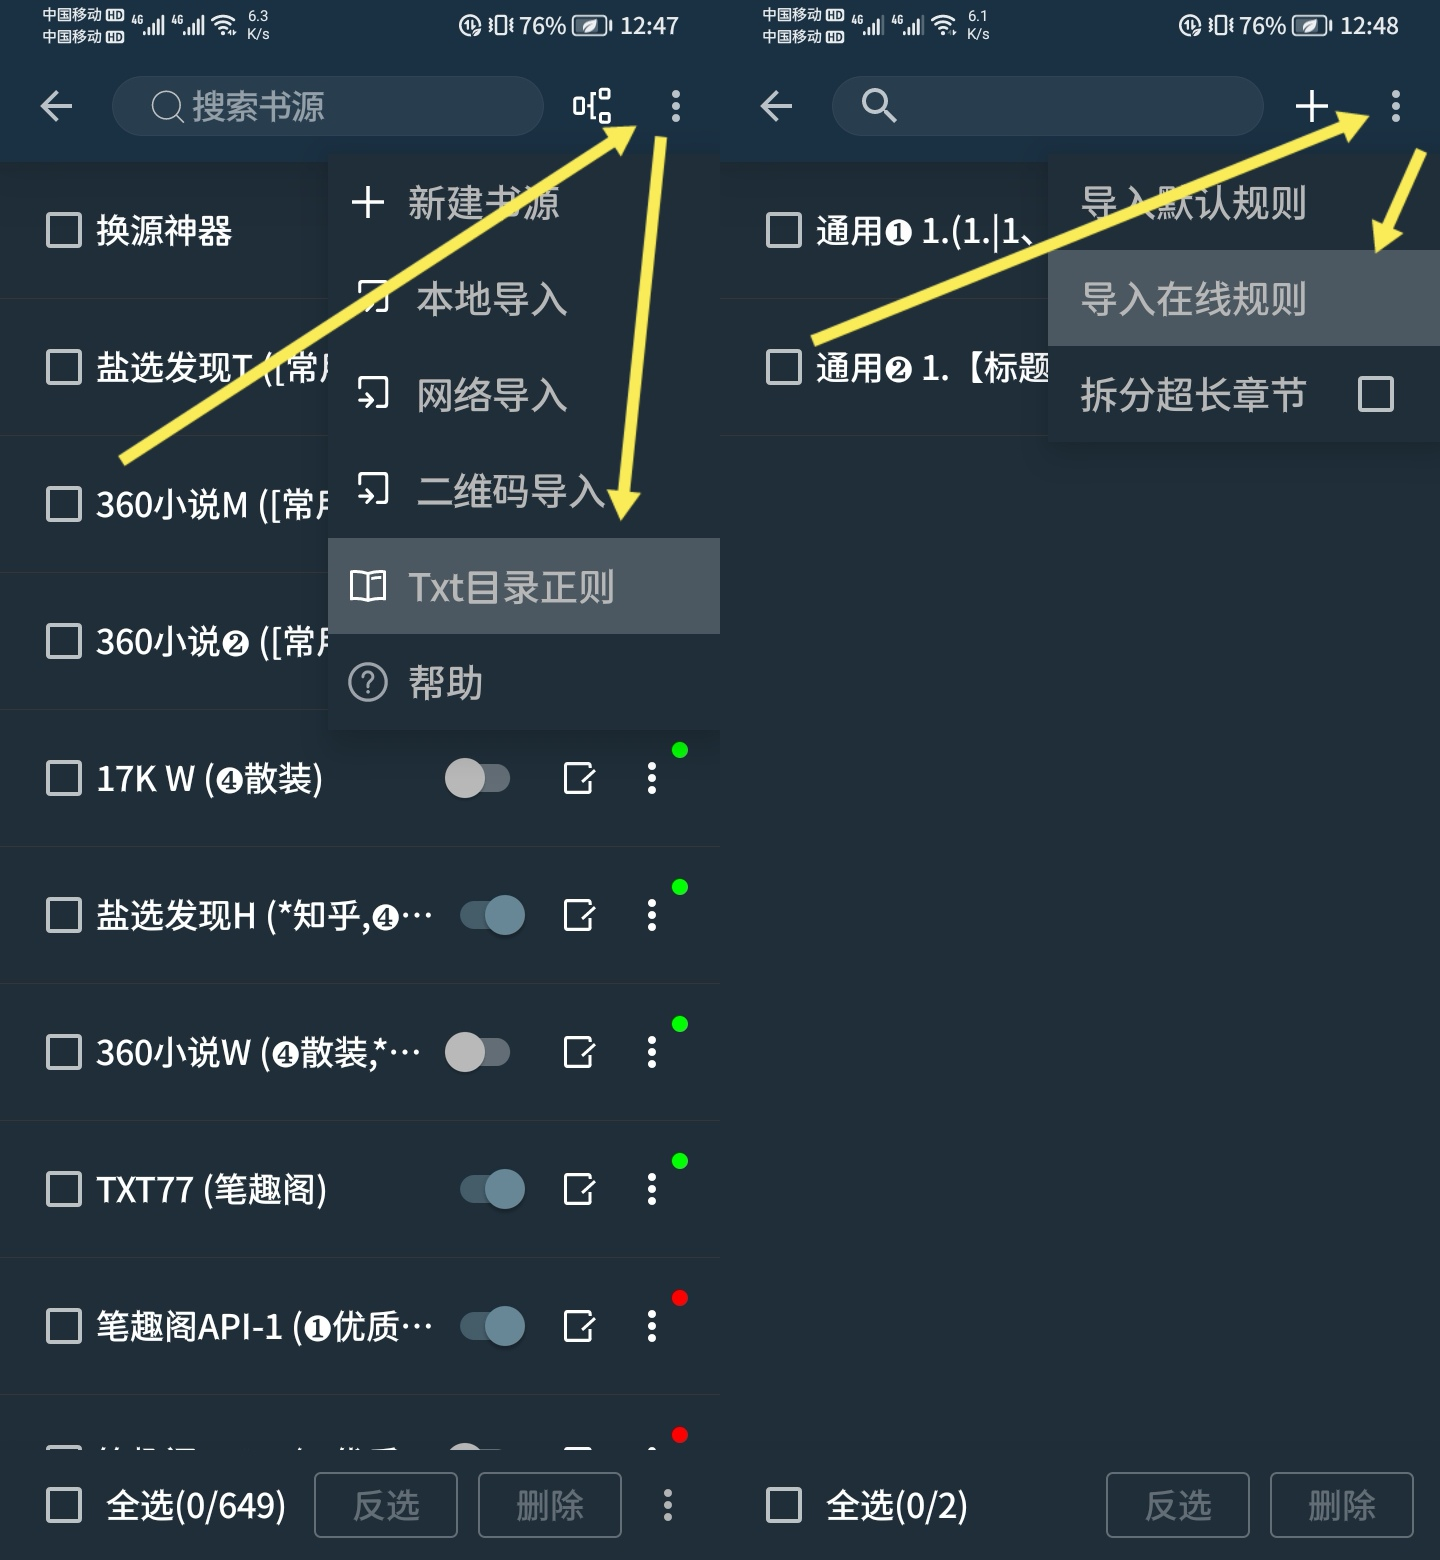 中国移动 HD 4G 4G 6.3 K/s 76% 12:47
中国移动 HD
搜索书源
新建书源
本地导入
网络导入
二维码导入
Txt目录正则
帮助
换源神器
盐选发现T ([常
360小说M ([常
360小说❷ ([常
17K W (❹散装)
盐选发现H (*知乎,❹…
360小说W (❹散装,*…
TXT77 (笔趣阁)
笔趣阁API-1 (❶优质…
全选(0/649)
反选
删除
中国移动 HD 4G 4G 6.1 K/s 76% 12:48
中国移动 HD
导入默认规则
导入在线规则
拆分超长章节
通用❶ 1.(1.|1、
通用❷ 1.【标题
全选(0/2)
反选
删除